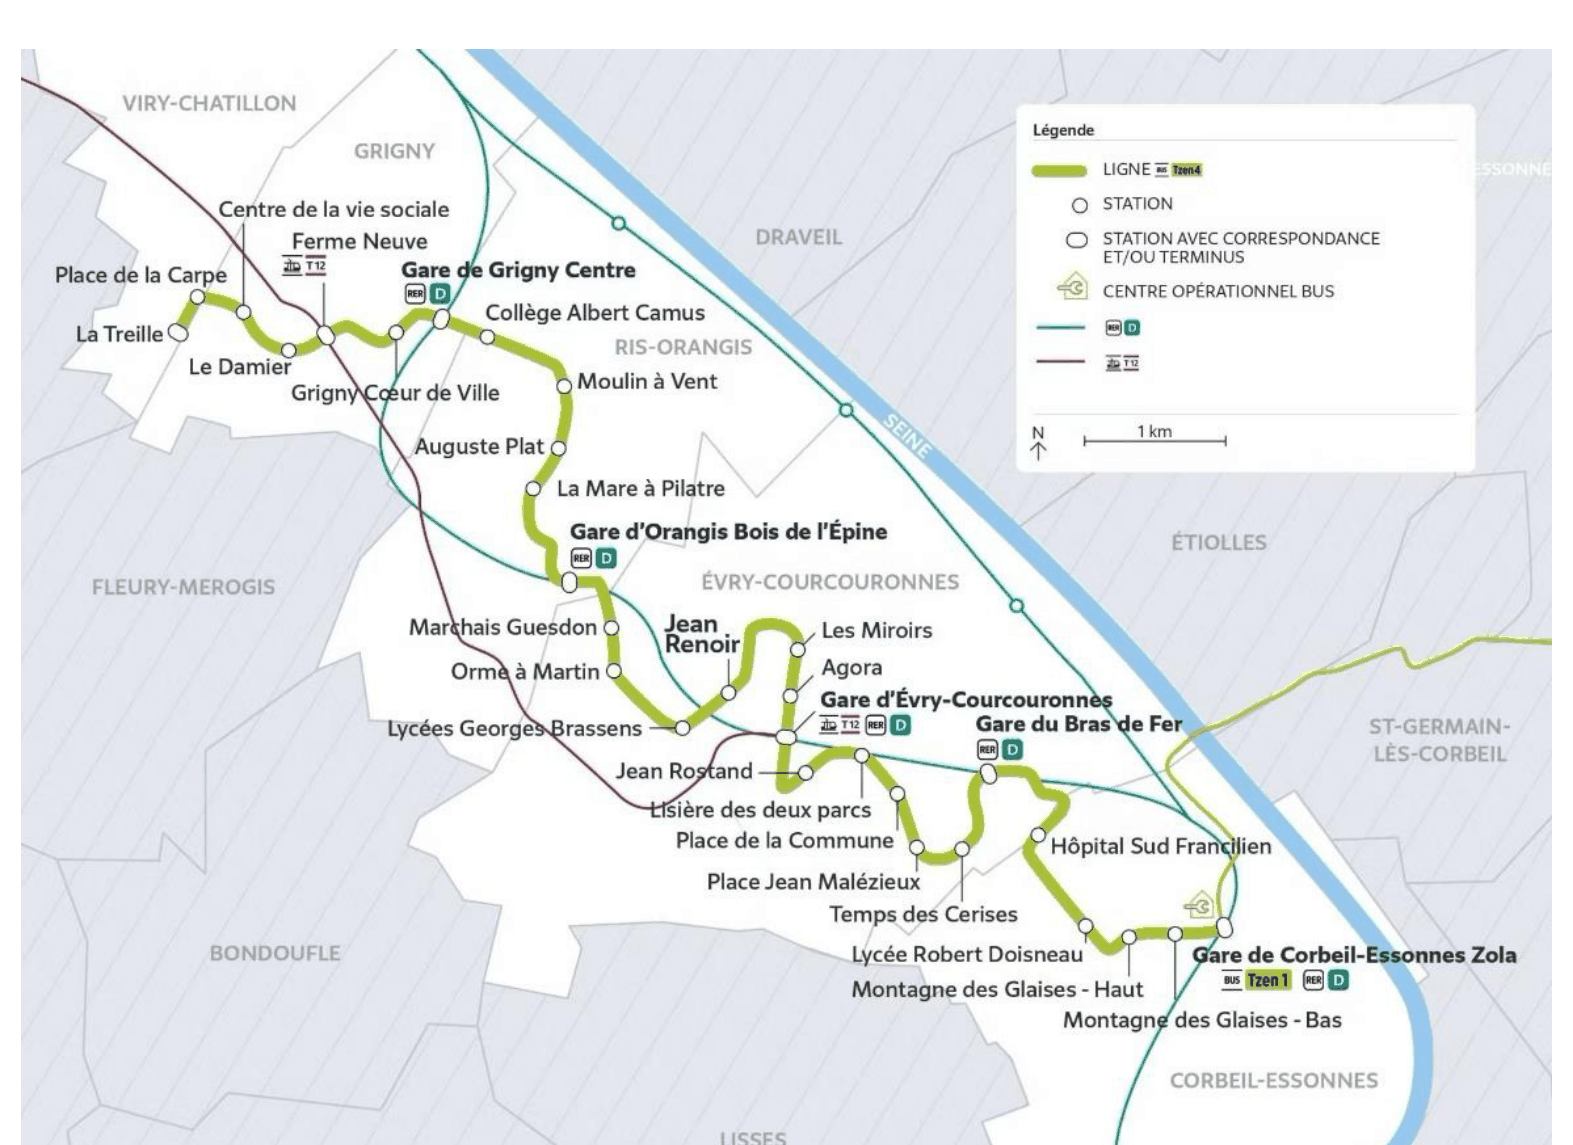 VIRY-CHATILLON
GRIGNY
Légende
LIGNE BUS Tzen4
ESSONNE
STATION
STATION AVEC CORRESPONDANCE
ET/OU TERMINUS
CENTRE OPÉRATIONNEL BUS
RER D
T12
N
1 km
Centre de la vie sociale
Ferme Neuve
T12
DRAVEIL
Place de la Carpe
Gare de Grigny Centre
RER D
La Treille
Collège Albert Camus
RIS-ORANGIS
Le Damier
Grigny Cœur de Ville
Moulin à Vent
SEINE
Auguste Plat
La Mare à Pilatre
Gare d'Orangis Bois de l'Épine
RER D
ÉTIOLLES
FLEURY-MEROGIS
ÉVRY-COURCOURONNES
Marchais Guesdon
Jean
Renoir
Les Miroirs
Orme à Martin
Agora
Gare d'Évry-Courcouronnes
T12 RER D
Lycées Georges Brassens
Gare du Bras de Fer
RER D
ST-GERMAIN-
LÈS-CORBEIL
Jean Rostand
Lisière des deux parcs
Place de la Commune
Hôpital Sud Francilien
Place Jean Malézieux
Temps des Cerises
BONDOUFLE
Lycée Robert Doisneau
Gare de Corbeil-Essonnes Zola
BUS Tzen 1 RER D
Montagne des Glaises - Haut
Montagne des Glaises - Bas
CORBEIL-ESSONNES
LISSES